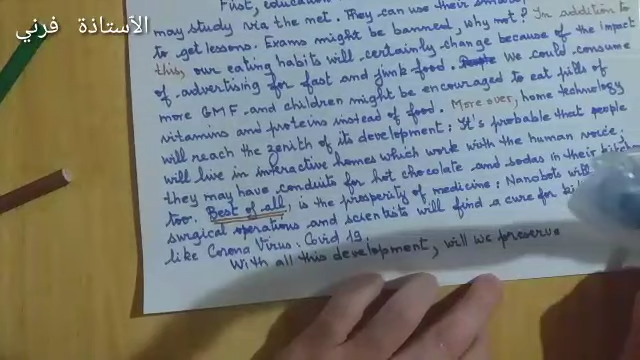 الأستاذة فرني
First, education
may study via the net. They can use their smart
to get lessons. Exams might be banned, why not? In addition to
this, our eating habits will certainly change because of the impact
of advertising for fast and junk food. We could consume
more GMF and children might be encouraged to eat pills of
vitamins and proteins instead of food. More over, home technology
will reach the zenith of its development: It's probable that people
will live in interactive homes which work with the human voice;
they may have conduits for hot chocolate and sodas in their kitch
too. Best of all, is the prosperity of medicine: Nanobots will
surgical operations and scientists will find a cure for
like Corona Virus: Covid 19.
With all this development, will we preserve